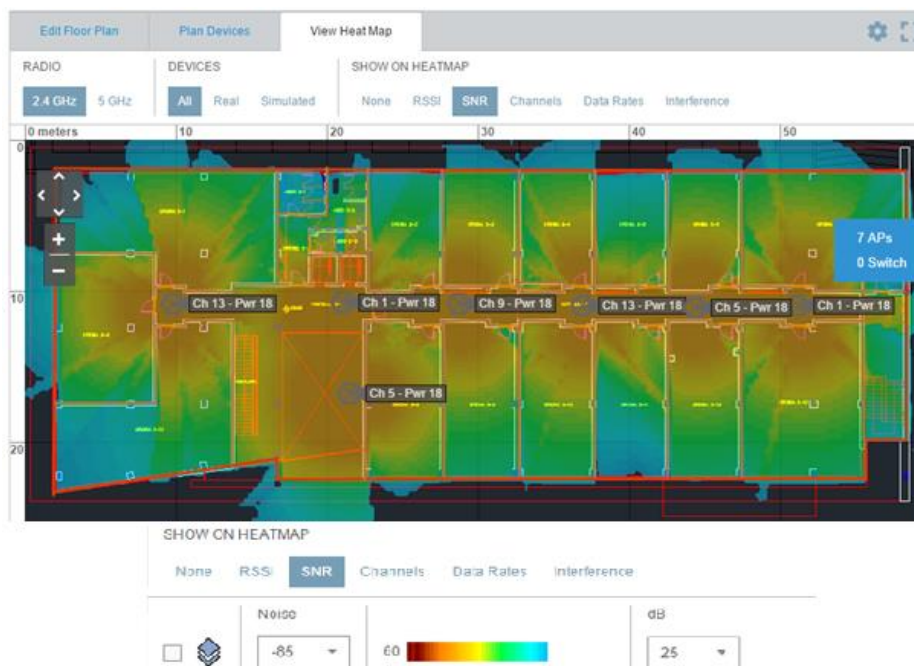 Edit Floor Plan Plan Devices View Heat Map
RADIO DEVICES SHOW ON HEATMAP
2.4 GHz 5 GHz All Real Simulated None RSSI SNR Channels Data Rates Interference
0 meters 10 20 30 40 50
0
7 APs
0 Switch
10
Ch 13 - Pwr 18 Ch 1 - Pwr 18 Ch 9 - Pwr 18 Ch 13 - Pwr 18 Ch 5 - Pwr 18 Ch 1 - Pwr 18
Ch 5 - Pwr 18
20
SHOW ON HEATMAP
None RSSI SNR Channels Data Rates Interference
Noise dB
-85 60 25